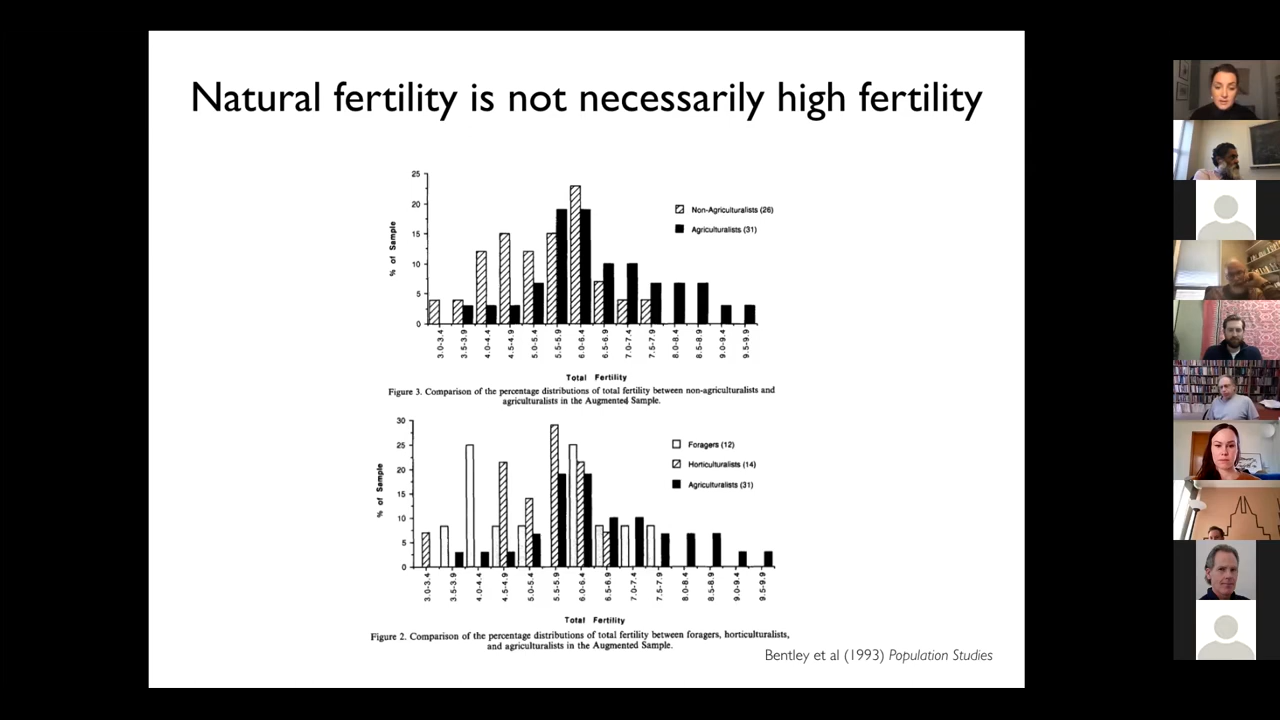 Natural fertility is not necessarily high fertility
25
20
15
10
5
0
% of Sample
Non-Agriculturalists (26)
Agriculturalists (31)
3.0-3.4
3.5-3.9
4.0-4.4
4.5-4.9
5.0-5.4
5.5-5.9
6.0-6.4
6.5-6.9
7.0-7.4
7.5-7.9
8.0-8.4
8.5-8.9
9.0-9.4
9.5-9.9
Total Fertility
Figure 3. Comparison of the percentage distributions of total fertility between non-agriculturalists and
agriculturalists in the Augmented Sample.
30
25
20
15
10
5
0
% of Sample
Foragers (12)
Horticulturalists (14)
Agriculturalists (31)
3.0-3.4
3.5-3.9
4.0-4.4
4.5-4.9
5.0-5.4
5.5-5.9
6.0-6.4
6.5-6.9
7.0-7.4
7.5-7.9
8.0-8.4
8.5-8.9
9.0-9.4
9.5-9.9
Total Fertility
Figure 2. Comparison of the percentage distributions of total fertility between foragers, horticulturalists,
and agriculturalists in the Augmented Sample.
Bentley et al (1993) Population Studies